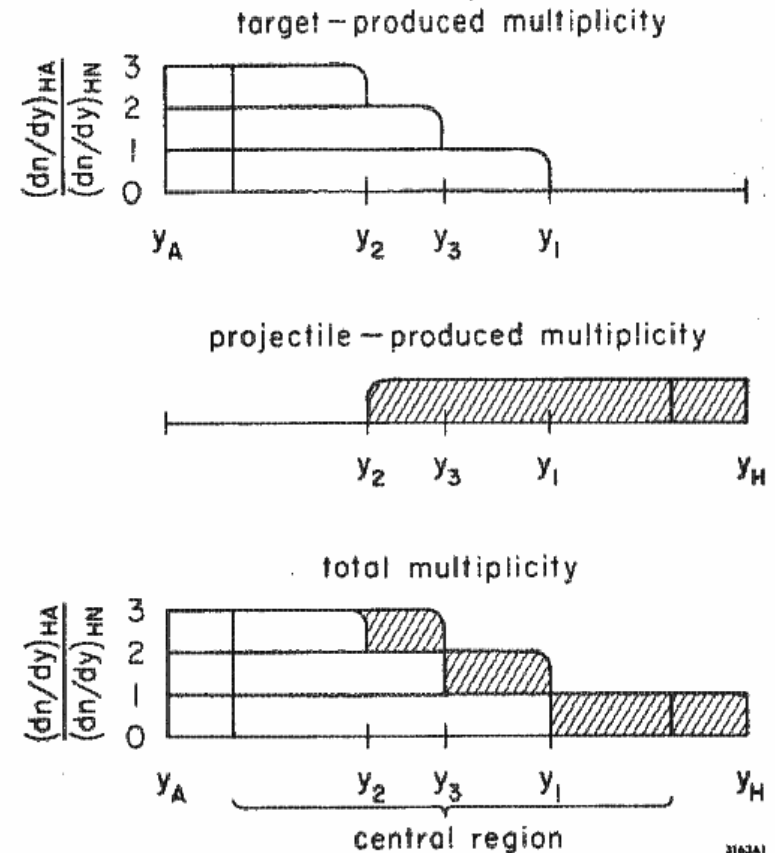 target-produced multiplicity
(dn/dy)HA
(dn/dy)HN
3
2
1
0
yA y2 y3 y1
projectile-produced multiplicity
y2 y3 y1 yH
total multiplicity
(dn/dy)HA
(dn/dy)HN
3
2
1
0
yA y2 y3 y1 yH
central region
3163A1